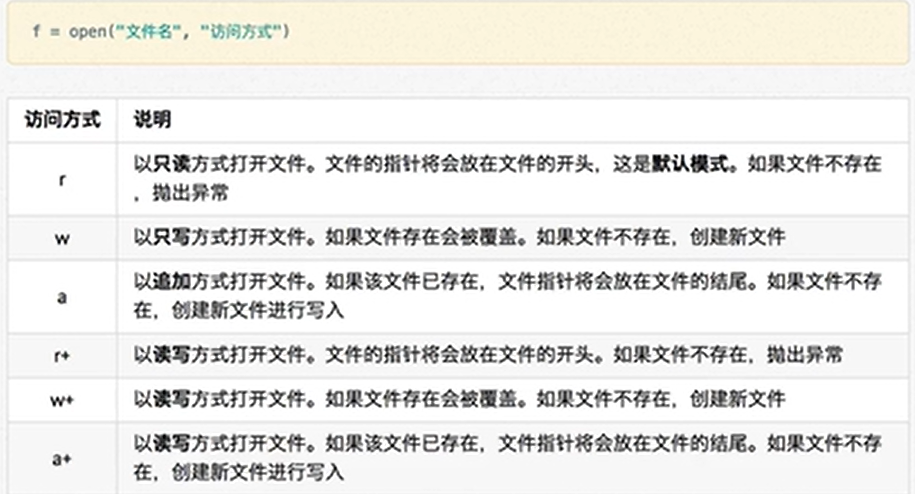 f = open("文件名", "访问方式")
访问方式 说明
r 以只读方式打开文件。文件的指针将会放在文件的开头，这是默认模式。如果文件不存在
，抛出异常
w 以只写方式打开文件。如果文件存在会被覆盖。如果文件不存在，创建新文件
a 以追加方式打开文件。如果该文件已存在，文件指针将会放在文件的结尾。如果文件不存
在，创建新文件进行写入
r+ 以读写方式打开文件。文件的指针将会放在文件的开头。如果文件不存在，抛出异常
w+ 以读写方式打开文件。如果文件存在会被覆盖。如果文件不存在，创建新文件
a+ 以读写方式打开文件。如果该文件已存在，文件指针将会放在文件的结尾。如果文件不存
在，创建新文件进行写入